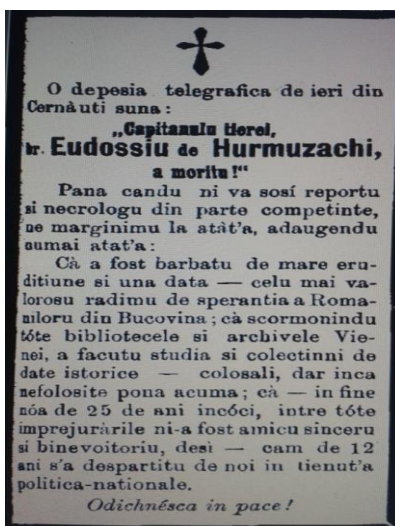 O depesia telegrafica de ieri din
Cernàuti suna:
„Capitanulu tierei,
br. Eudossiu de Hurmuzachi,
a moritu!“
Pana candu ni va sosí reportu
si necrologu din parte competinte,
ne marginimu la atàt'a, adaugendu
numai atat'a:
Cà a fost barbatu de mare eru-
ditiune si una data — celu mai va-
lorosu radimu de sperantia a Roma-
niloru din Bucovina; cà scormonindu
tóte bibliotecele si archivele Vie-
nei, a facutu studia si colectinni de
date istorice — colosali, dar inca
nefolosite pona acuma; cà — in fine
nóa de 25 de ani incóci, intre tóte
imprejuràrile ni-a fost amicu sinceru
si binevoitoriu, desi — cam de 12
ani s'a despartitu de noi in tienut'a
politica-nationale.
Odichnésca in pace!